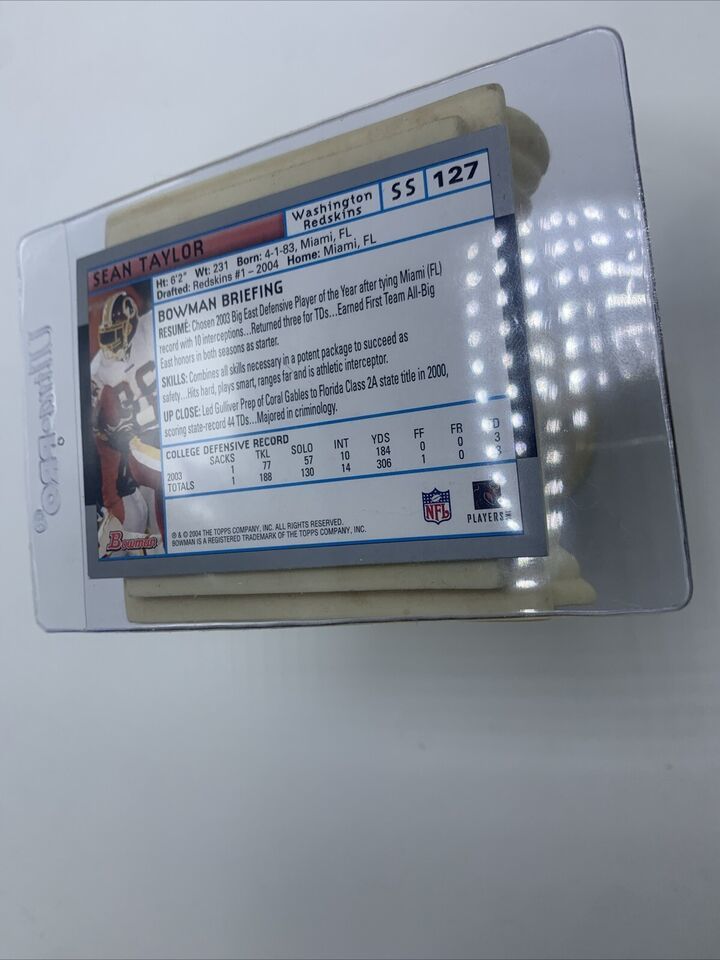 SEAN TAYLOR
Washington
Redskins
SS
127
Ht: 6'2" Wt: 231 Born: 4-1-83, Miami, FL
Drafted: Redskins #1 – 2004 Home: Miami, FL
BOWMAN BRIEFING
RESUMÉ: Chosen 2003 Big East Defensive Player of the Year after tying Miami (FL)
record with 10 interceptions...Returned three for TDs...Earned First Team All-Big
East honors in both seasons as starter.
SKILLS: Combines all skills necessary in a potent package to succeed as
safety...Hits hard, plays smart, ranges far and is athletic interceptor.
UP CLOSE: Led Gulliver Prep of Coral Gables to Florida Class 2A state title in 2000,
scoring state-record 44 TDs...Majored in criminology.
COLLEGE DEFENSIVE RECORD
SACKS TKL SOLO INT YDS FF FR TD
2003 1 77 57 10 184 0 0 3
TOTALS 1 188 130 14 306 1 0
Bowman
® & © 2004 THE TOPPS COMPANY, INC. ALL RIGHTS RESERVED.
BOWMAN IS A REGISTERED TRADEMARK OF THE TOPPS COMPANY, INC.
NFL
PLAYERS
Ultra•PRO